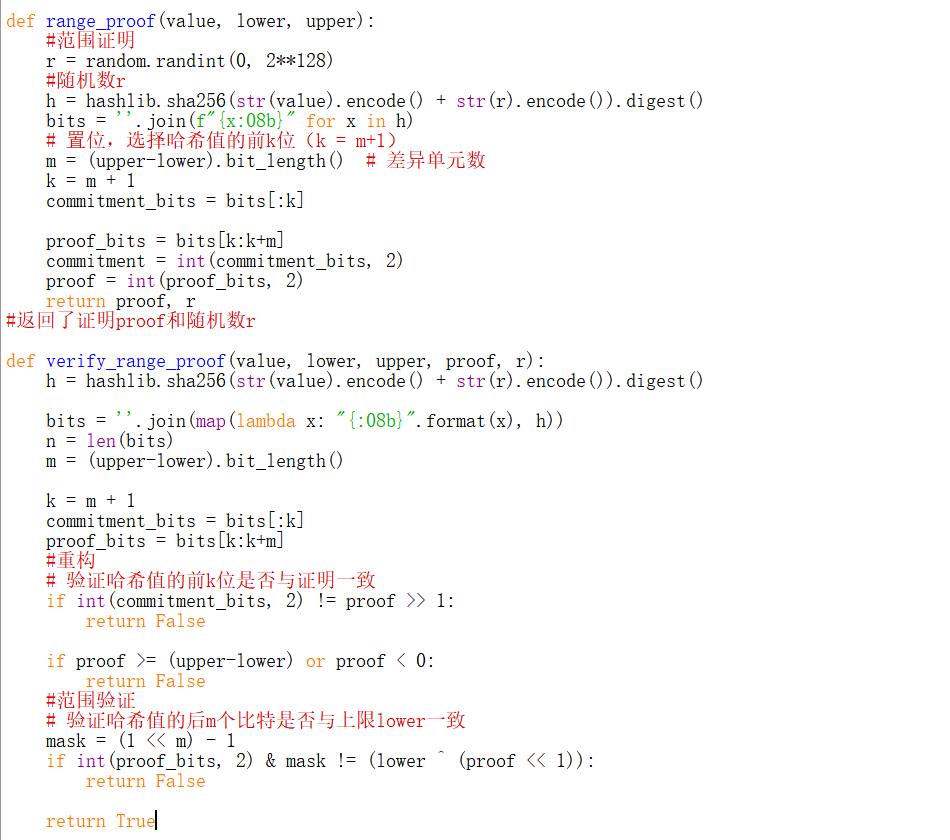 def range_proof(value, lower, upper):
    #范围证明
    r = random.randint(0, 2**128)
    #随机数r
    h = hashlib.sha256(str(value).encode() + str(r).encode()).digest()
    bits = ''.join(f"{x:08b}" for x in h)
    # 置位，选择哈希值的前k位（k = m+1）
    m = (upper-lower).bit_length()  # 差异单元数
    k = m + 1
    commitment_bits = bits[:k]

    proof_bits = bits[k:k+m]
    commitment = int(commitment_bits, 2)
    proof = int(proof_bits, 2)
    return proof, r
#返回了证明proof和随机数r

def verify_range_proof(value, lower, upper, proof, r):
    h = hashlib.sha256(str(value).encode() + str(r).encode()).digest()

    bits = ''.join(map(lambda x: "{:08b}".format(x), h))
    n = len(bits)
    m = (upper-lower).bit_length()

    k = m + 1
    commitment_bits = bits[:k]
    proof_bits = bits[k:k+m]
    #重构
    # 验证哈希值的前k位是否与证明一致
    if int(commitment_bits, 2) != proof >> 1:
        return False

    if proof >= (upper-lower) or proof < 0:
        return False
    #范围验证
    # 验证哈希值的后m个比特是否与上限lower一致
    mask = (1 << m) - 1
    if int(proof_bits, 2) & mask != (lower ^ (proof << 1)):
        return False

    return True